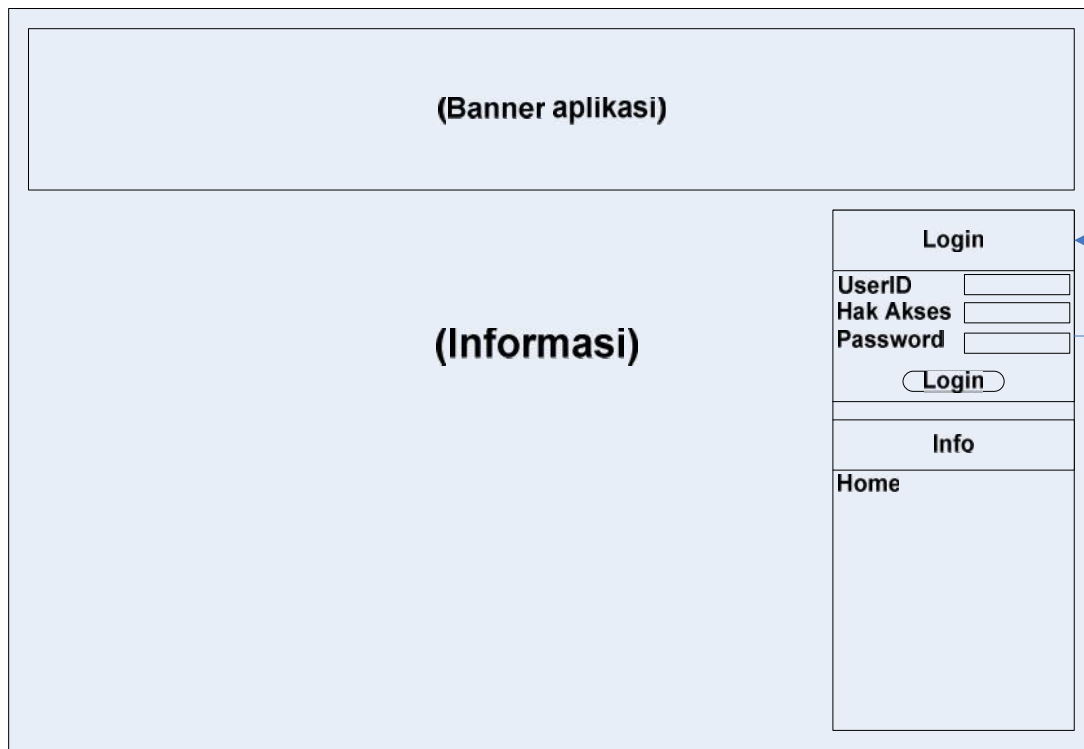 (Banner aplikasi)
Login
UserID
Hak Akses
(Informasi)
Password
Login
Info
Home